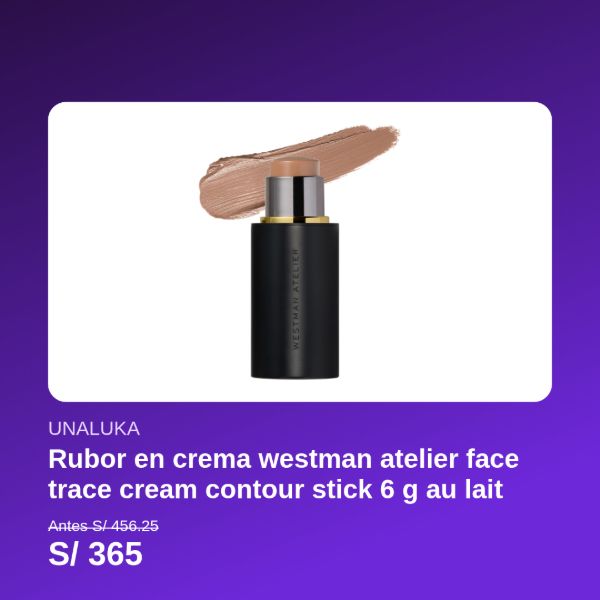 WESTMAN ATELIER
UNALUKA
Rubor en crema westman atelier face
trace cream contour stick 6 g au lait
Antes S/ 456.25
S/ 365